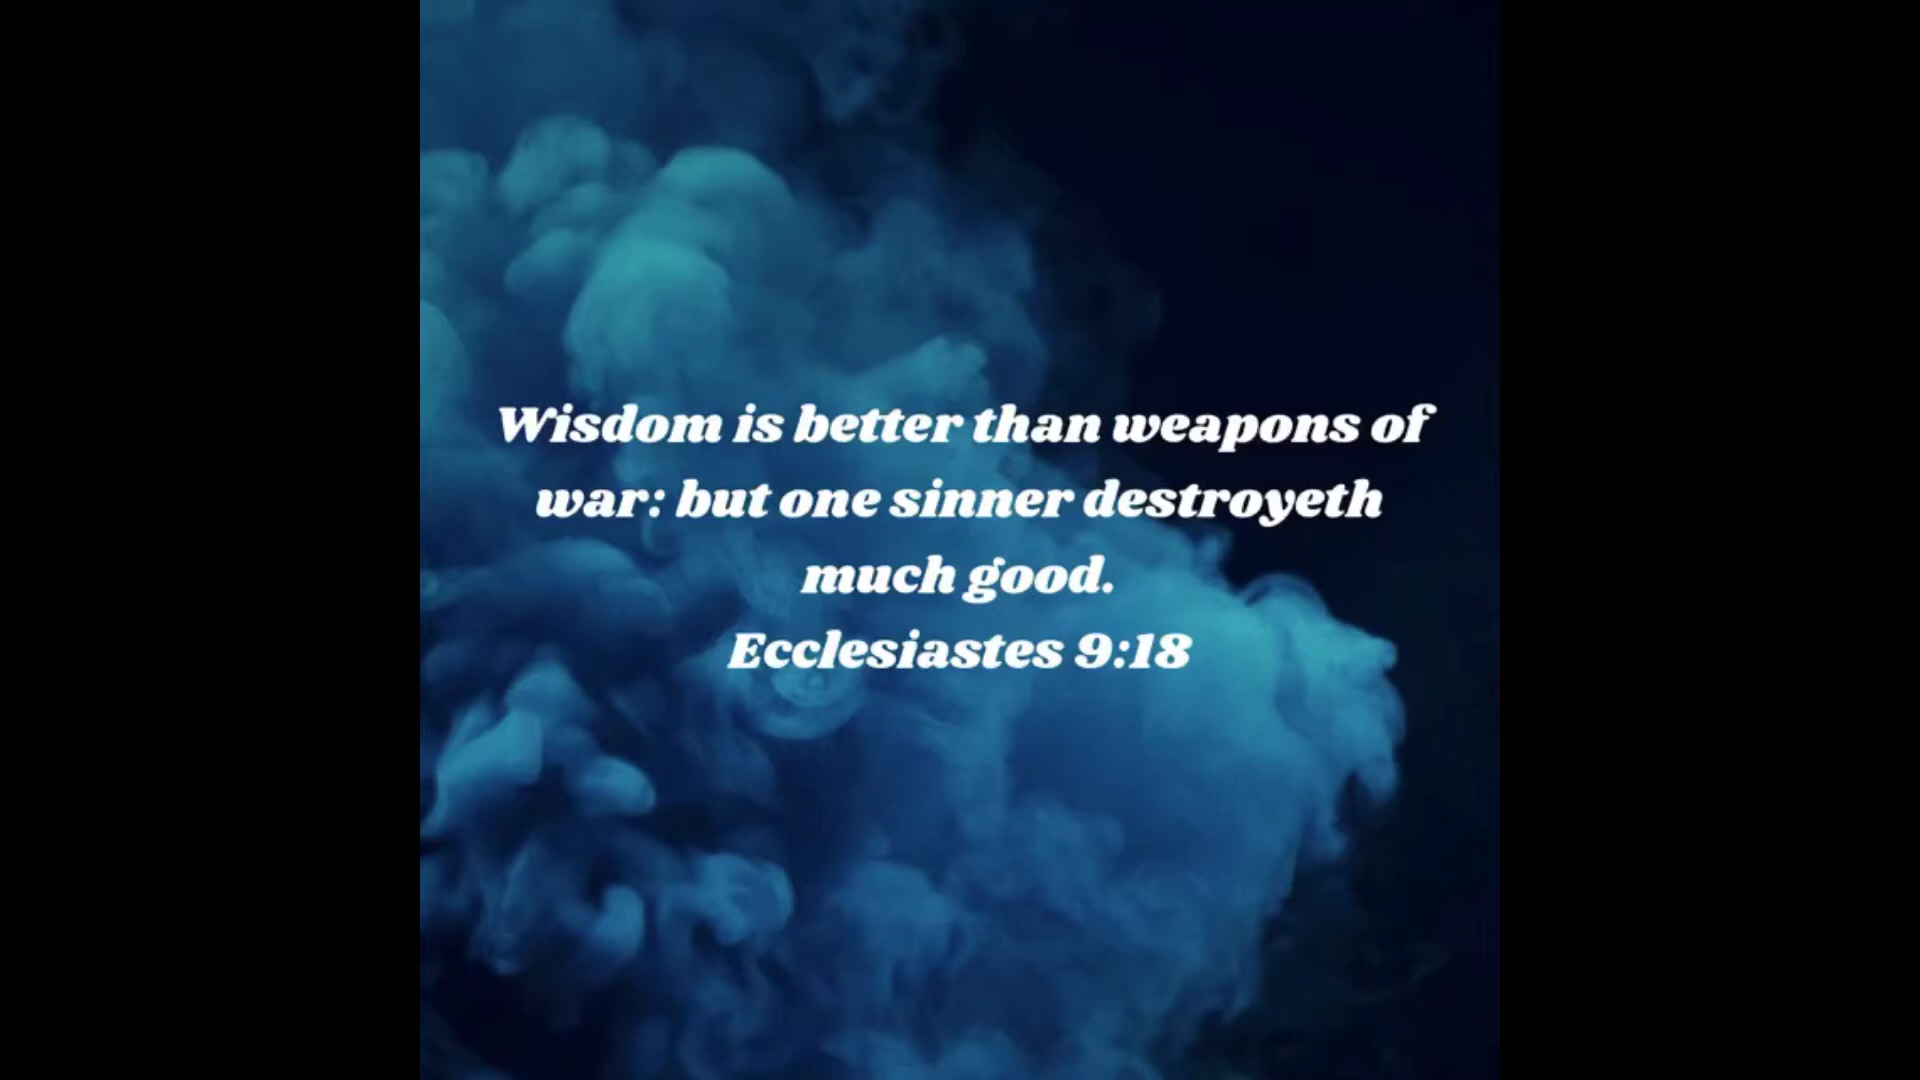 Wisdom is better than weapons of
war: but one sinner destroyeth
much good.
Ecclesiastes 9:18